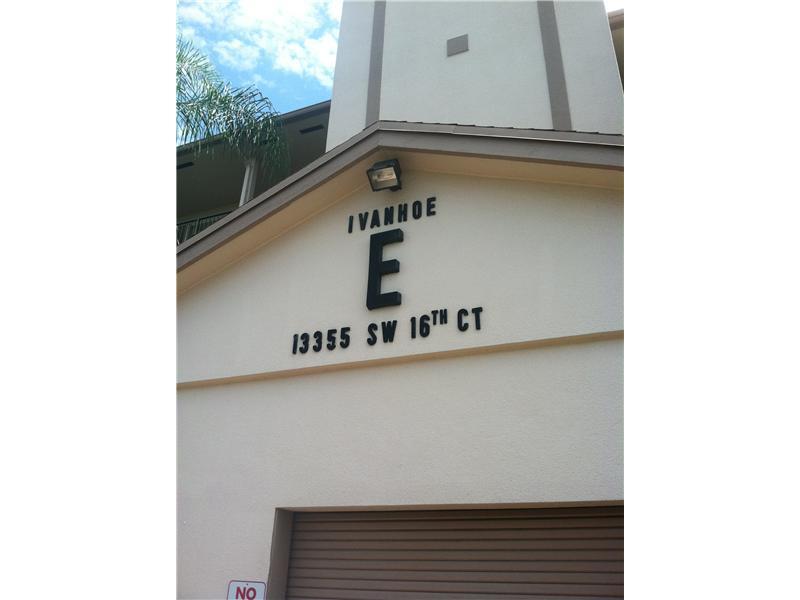 IVANHOE
E
13355 SW 16TH CT
NO